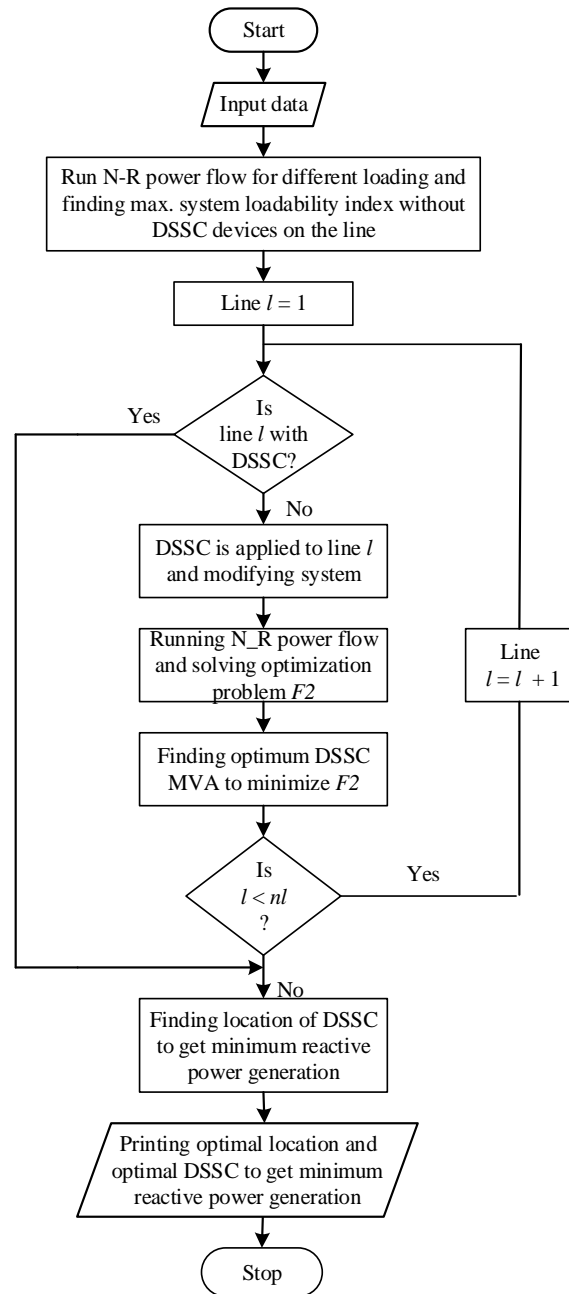 Start
Input data
Run N-R power flow for different loading and
finding max. system loadability index without
DSSC devices on the line
Line l = 1
Yes
Is
line l with
DSSC?
No
DSSC is applied to line l
and modifying system
Running N_R power flow
and solving optimization
problem F2
Line
l = l + 1
Finding optimum DSSC
MVA to minimize F2
Is
l < nl
?
Yes
No
Finding location of DSSC
to get minimum reactive
power generation
Printing optimal location and
optimal DSSC to get minimum
reactive power generation
Stop